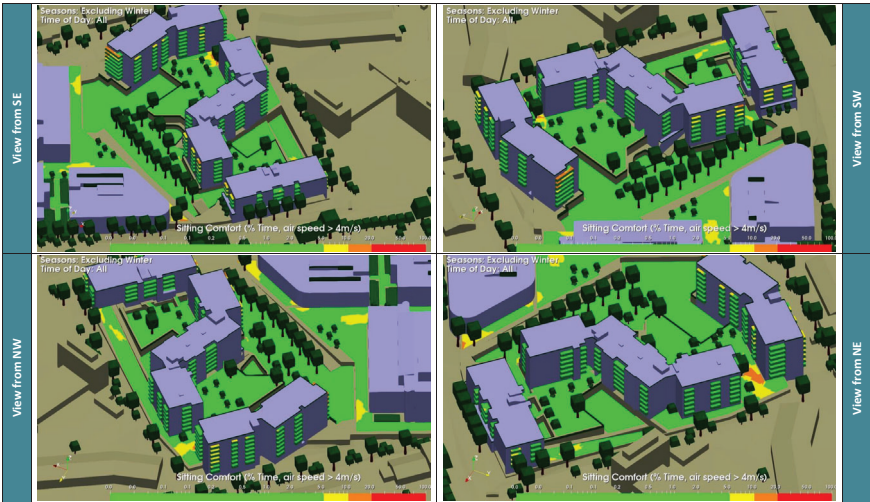 View from SE
Seasons: Excluding Winter
Time of Day: All
Sitting Comfort (% Time, air speed > 4m/s)
Seasons: Excluding Winter
Time of Day: All
Sitting Comfort (% Time, air speed > 4m/s)
View from SW
View from NW
Seasons: Excluding Winter
Time of Day: All
Sitting Comfort (% Time, air speed > 4m/s)
Seasons: Excluding Winter
Time of Day: All
Sitting Comfort (% Time, air speed > 4m/s)
View from NE